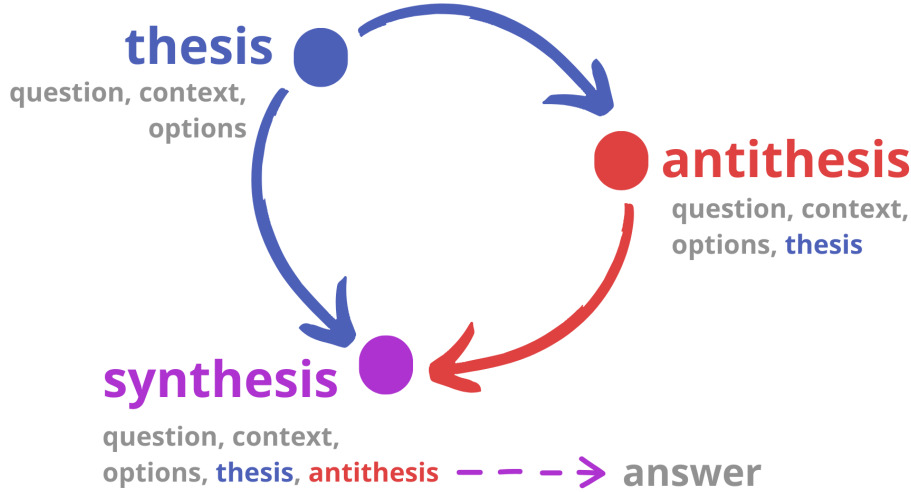 thesis
question, context,
options
antithesis
question, context,
options, thesis
synthesis
question, context,
options, thesis, antithesis
answer